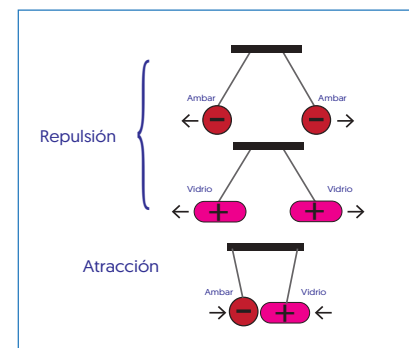 Ambar Ambar
− −
Repulsión
Vidrio Vidrio
+ +
Atracción
Ambar Vidrio
− +